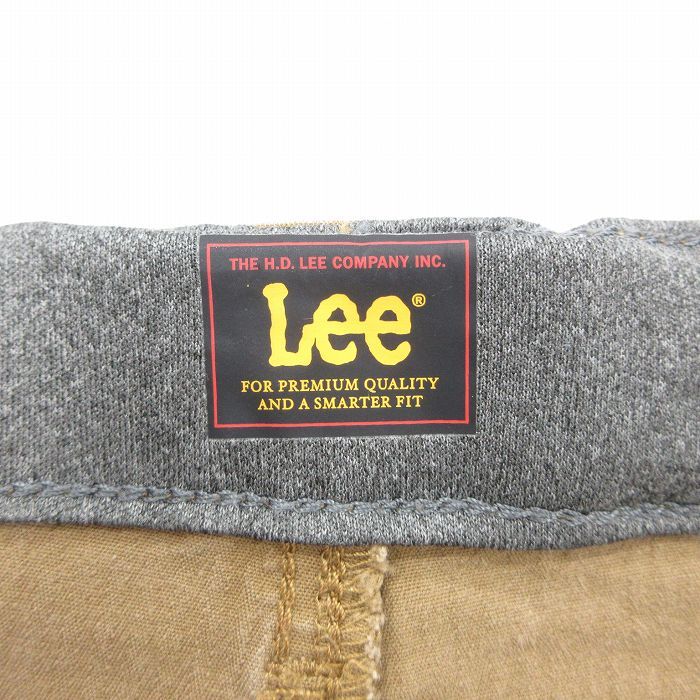 THE H.D. LEE COMPANY INC.
Lee®
FOR PREMIUM QUALITY
AND A SMARTER FIT